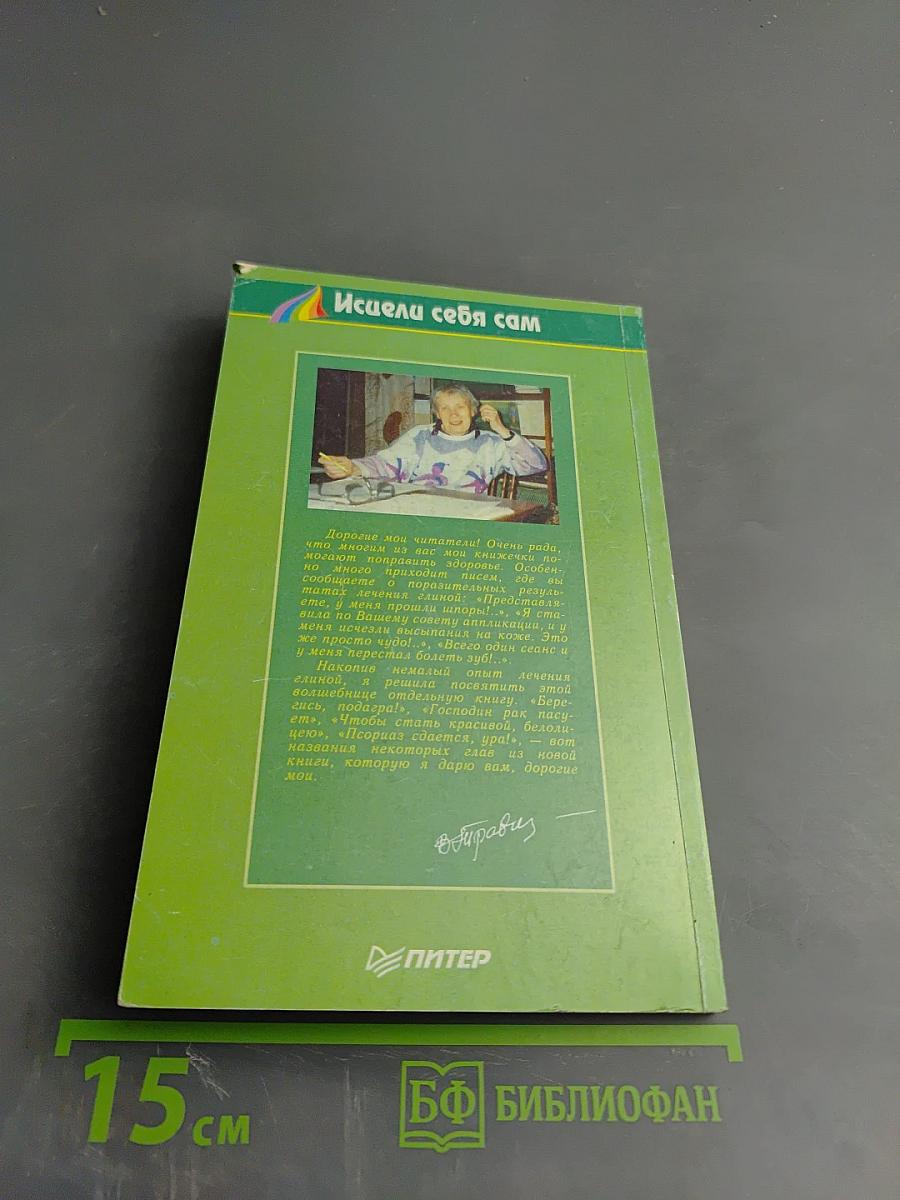 Исцели себя сам
Дорогие мои читатели! Очень рада,
что многим из вас мои книжечки по-
могают поправить здоровье. Особен-
но много приходит писем, где вы
сообщаете о поразительных резуль-
татах лечения глиной: «Представля-
ете, у меня прошли шпоры!..», «Я ста-
вила по Вашему совету аппликации, и у
меня исчезли высыпания на коже. Это
же просто чудо!..», «Всего один сеанс и
у меня перестал болеть зуб!..».
Накопив немалый опыт лечения
глиной, я решила посвятить этой
волшебнице отдельную книгу. «Бере-
гись, подагра!», «Господин рак пасу-
ет», «Чтобы стать красивой, белоли-
цею», «Псориаз сдается, ура!», — вот
названия некоторых глав из новой
книги, которую я дарю вам, дорогие
мои.
ПИТЕР
15 см
БФ БИБЛИОФАН